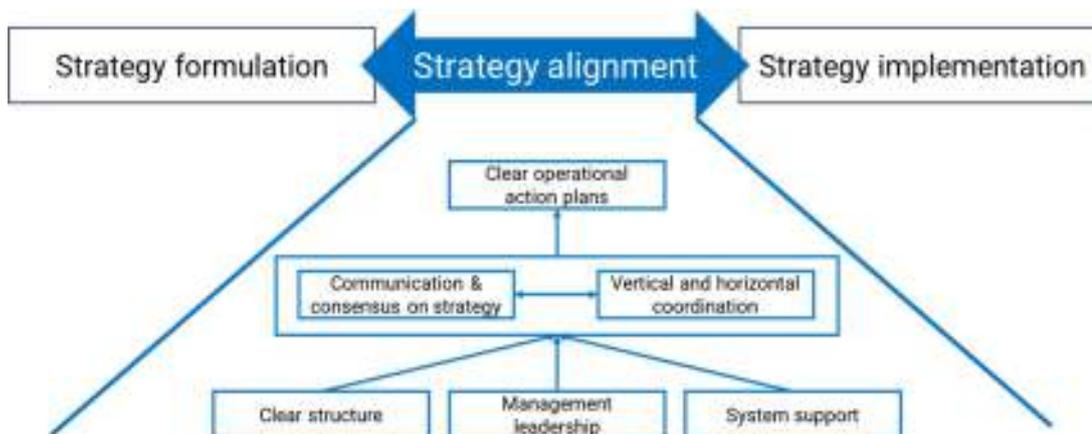 Strategy formulation
Strategy alignment
Strategy implementation
Clear operational
action plans
Communication &
consensus on strategy
Vertical and horizontal
coordination
Clear structure
Management
leadership
System support